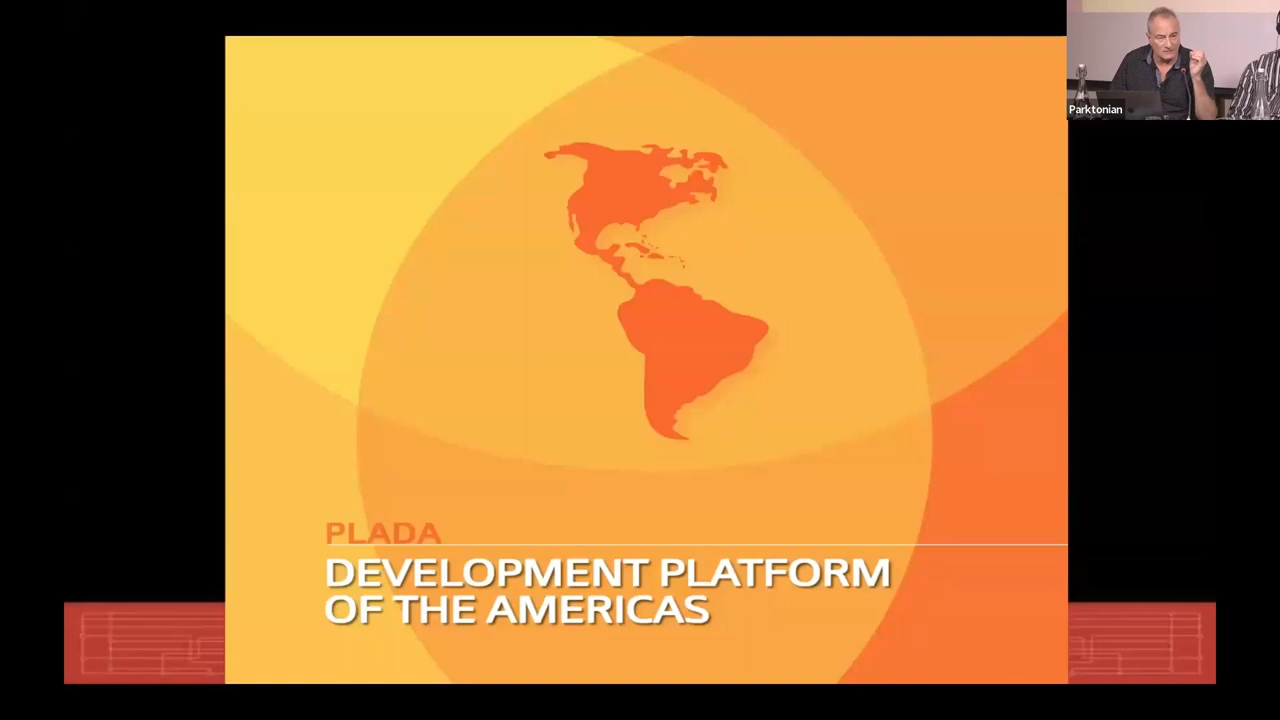 Parktonian
PLADA
DEVELOPMENT PLATFORM
OF THE AMERICAS